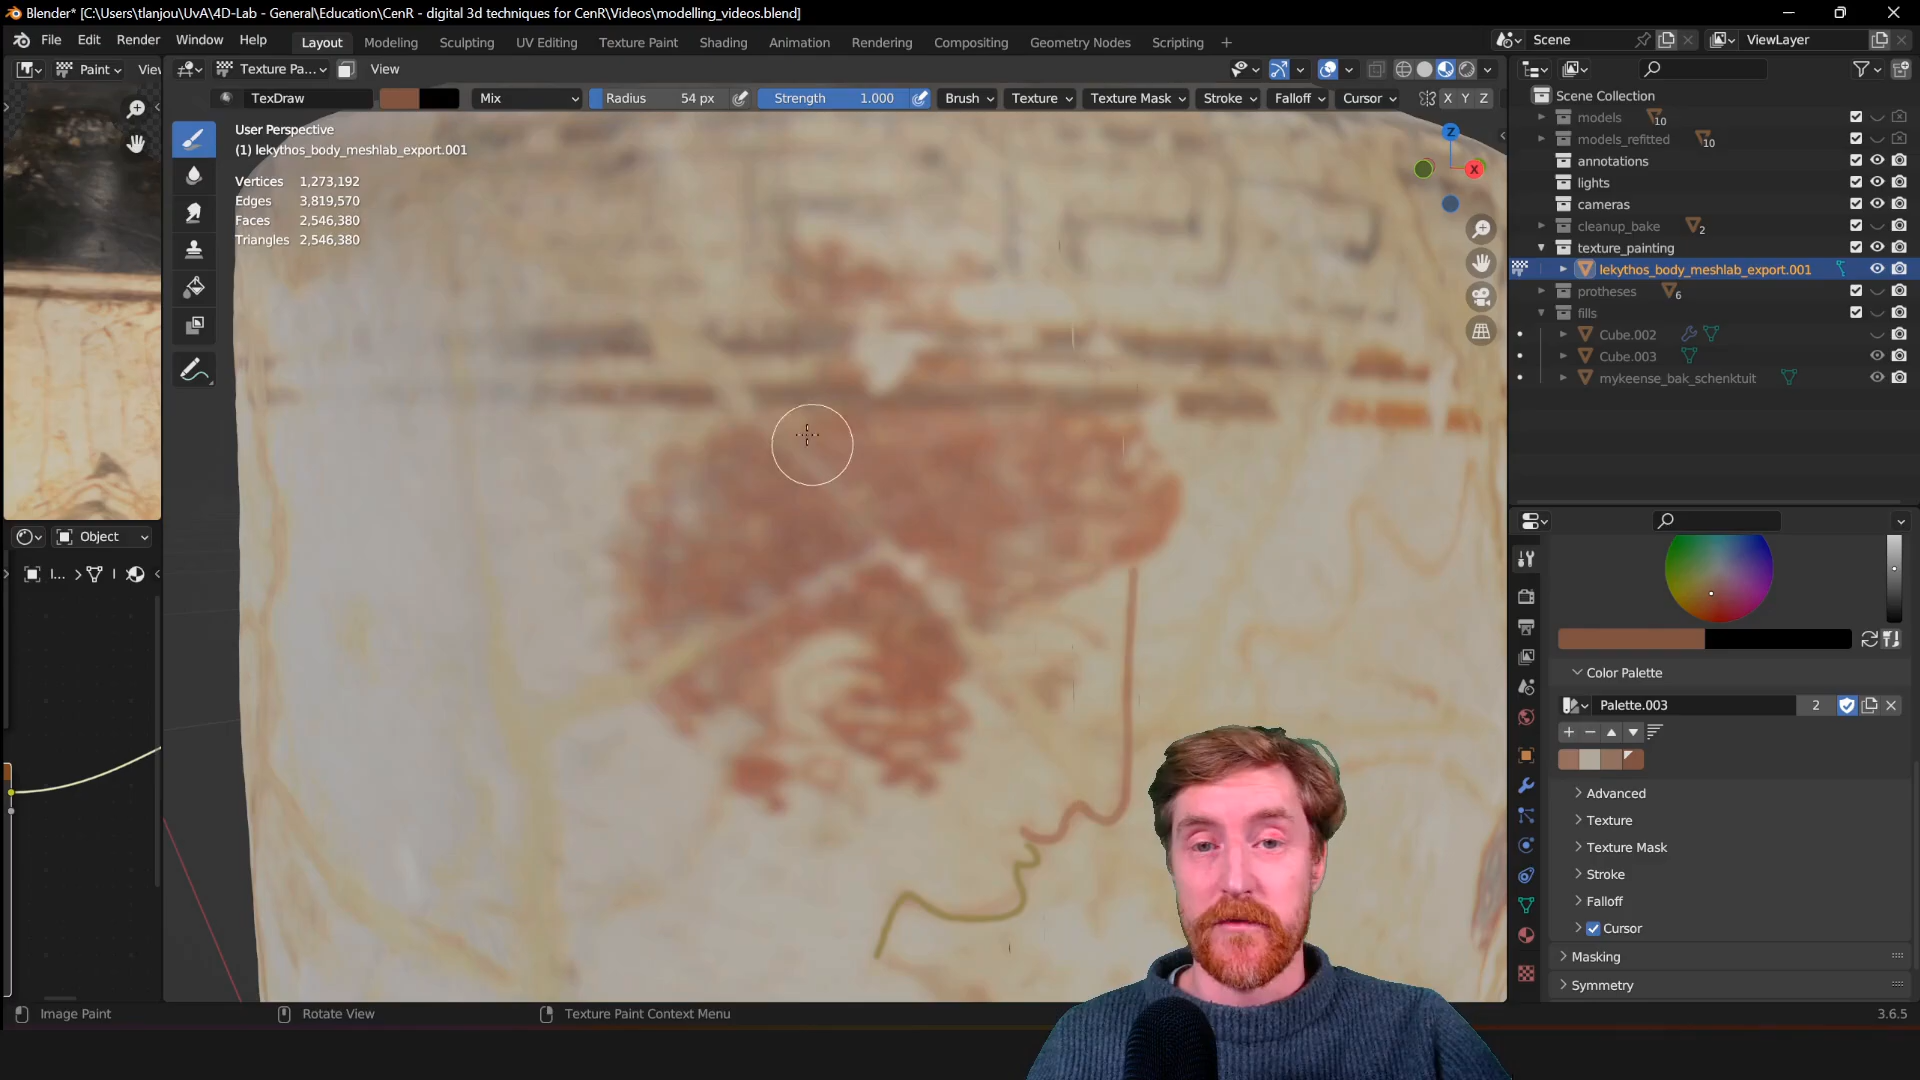 Blender* [C:\Users\tlanjou\UvA\4D-Lab - General\Education\CenR - digital 3d techniques for CenR\Videos\modelling_videos.blend]
File Edit Render Window Help Layout Modeling Sculpting UV Editing Texture Paint Shading Animation Rendering Compositing Geometry Nodes Scripting + Scene ViewLayer
Paint Texture Pa... View
TexDraw Mix Radius 54 px Strength 1.000 Brush Texture Texture Mask Stroke Falloff Cursor X Y Z
User Perspective
(1) lekythos_body_meshlab_export.001
Vertices 1,273,192
Edges 3,819,570
Faces 2,546,380
Triangles 2,546,380
Z
X
Scene Collection
models 10
models_refitted 10
annotations
lights
cameras
cleanup_bake 2
texture_painting
lekythos_body_meshlab_export.001
protheses 6
fills
Cube.002
Cube.003
mykeense_bak_schenktuit
Object
Color Palette
Palette.003 2
Advanced
Texture
Texture Mask
Stroke
Falloff
Cursor
Masking
Symmetry
Image Paint Rotate View Texture Paint Context Menu 3.6.5